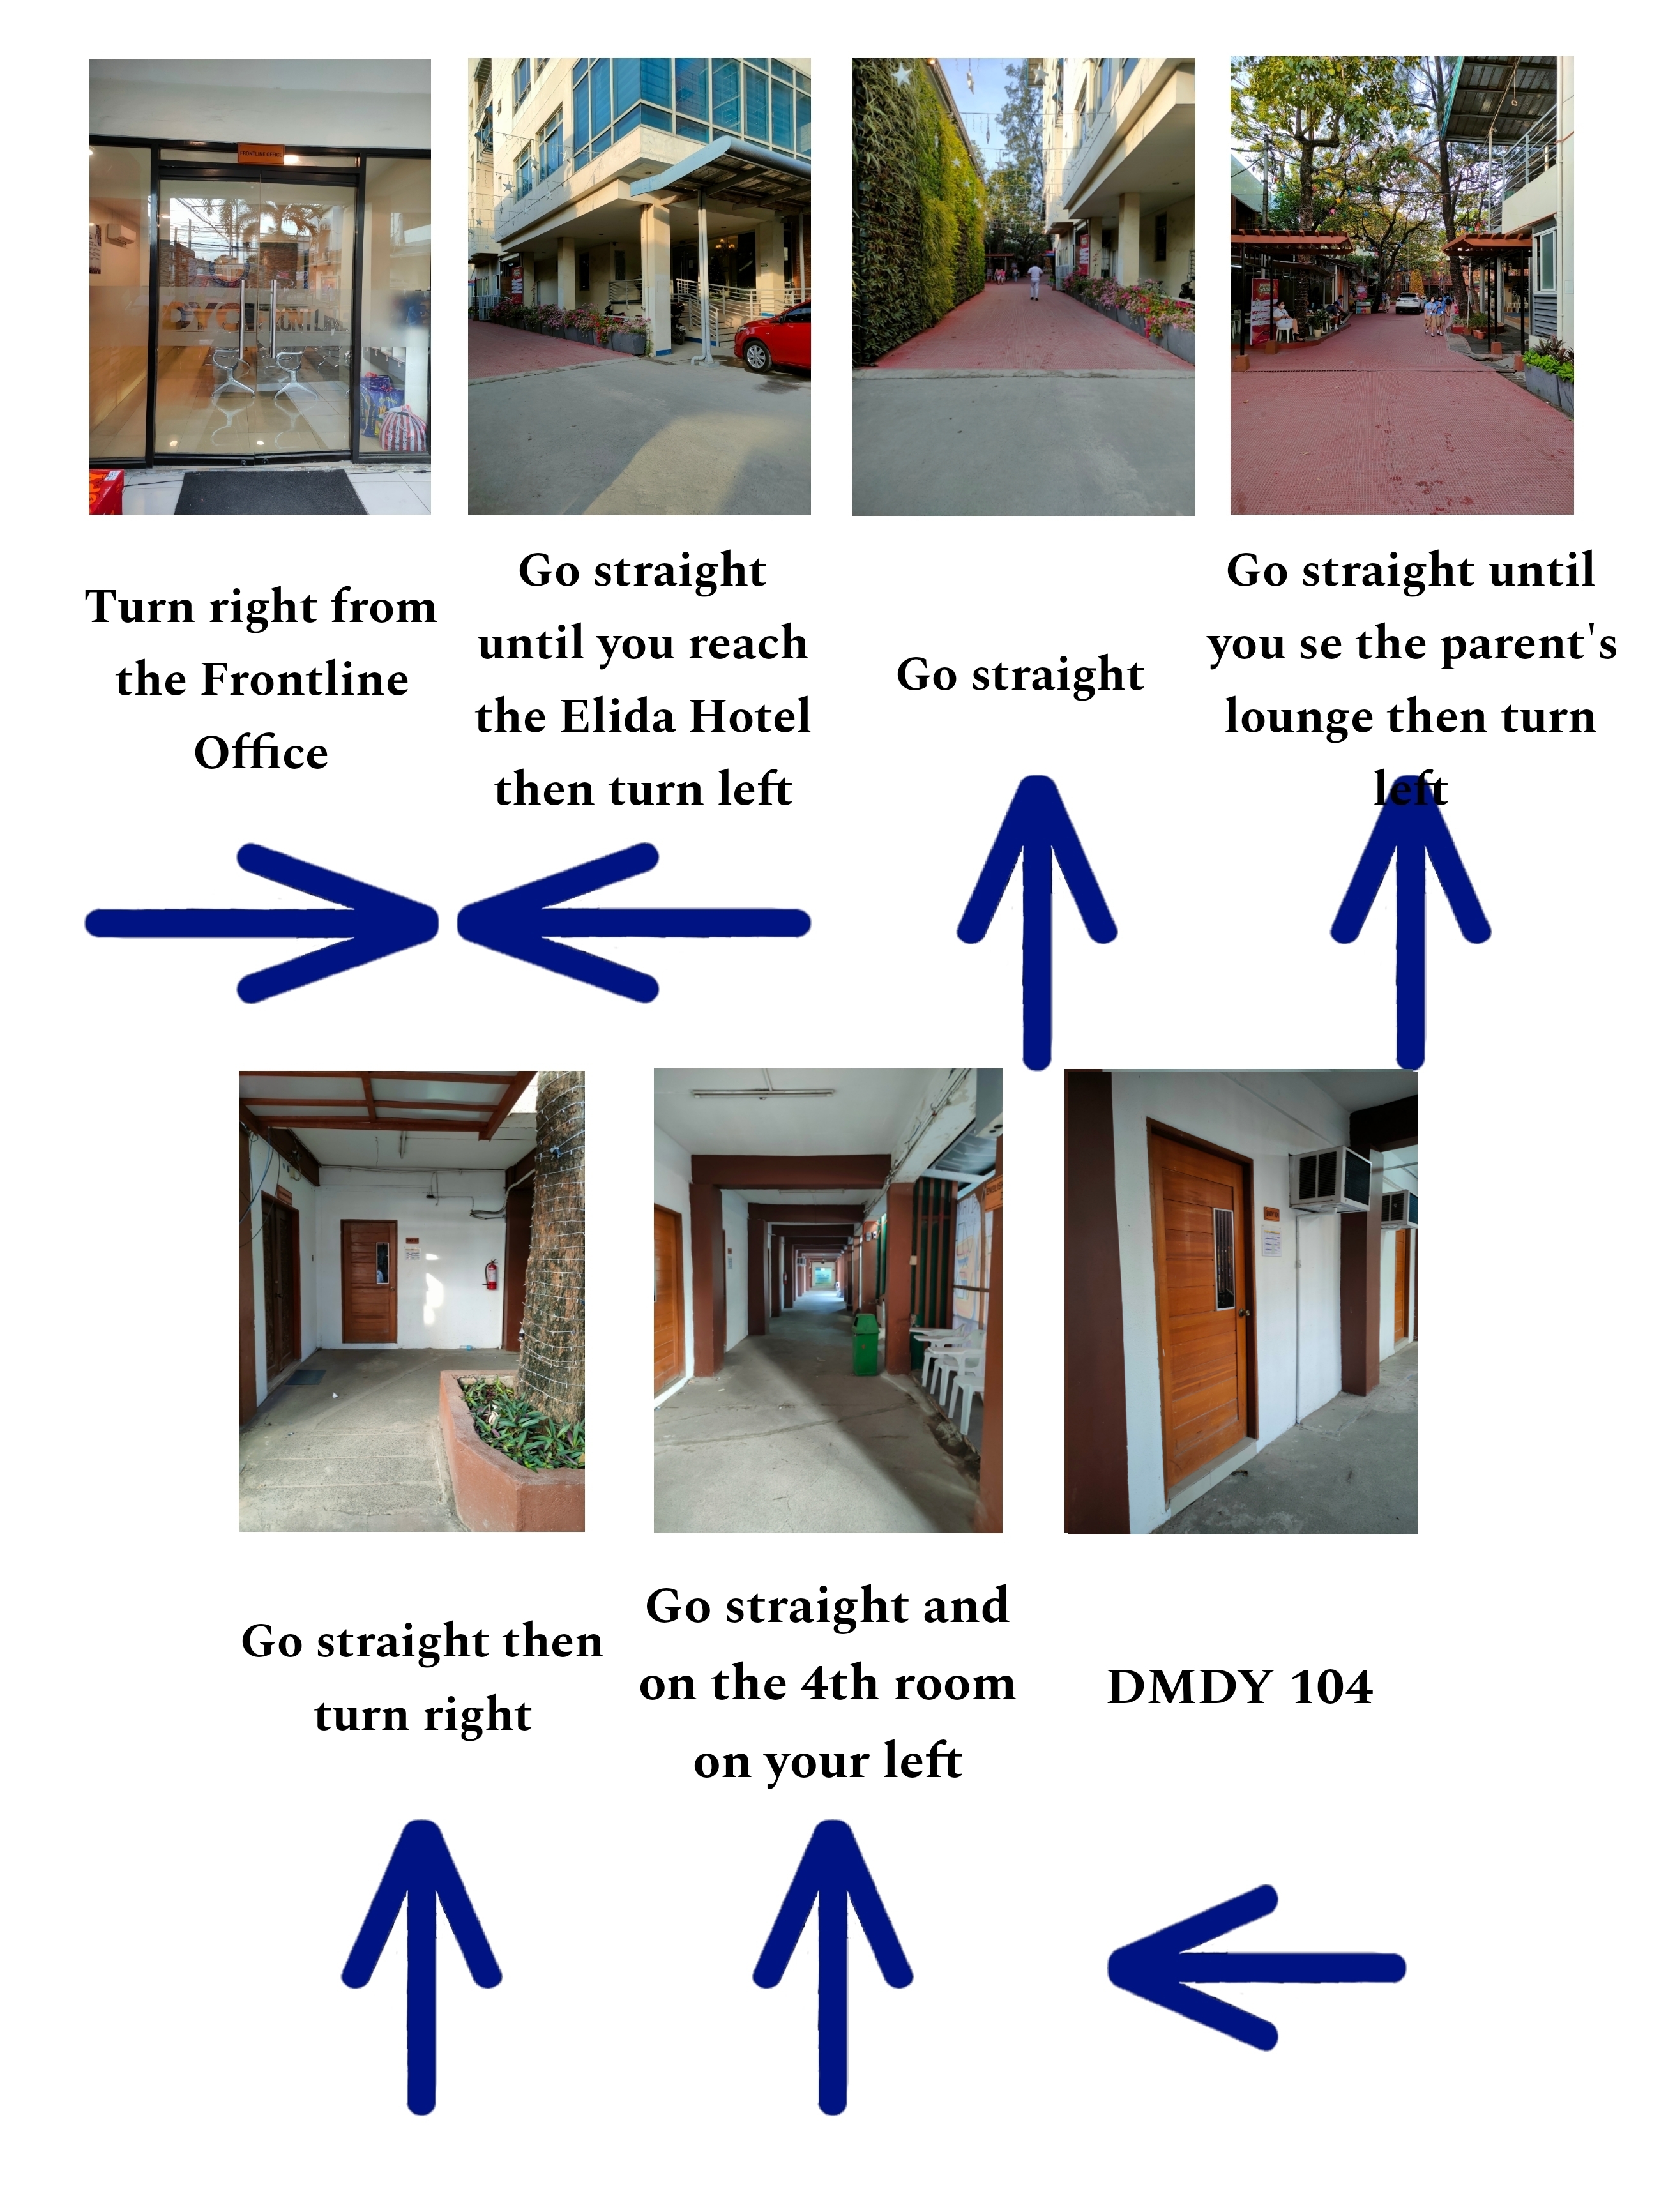 FRONTLINE OFFICE
Turn right from
the Frontline
Office
Go straight
until you reach
the Elida Hotel
then turn left
Go straight
Go straight until
you se the parent's
lounge then turn
left
Go straight then
turn right
Go straight and
on the 4th room
on your left
DMDY 104